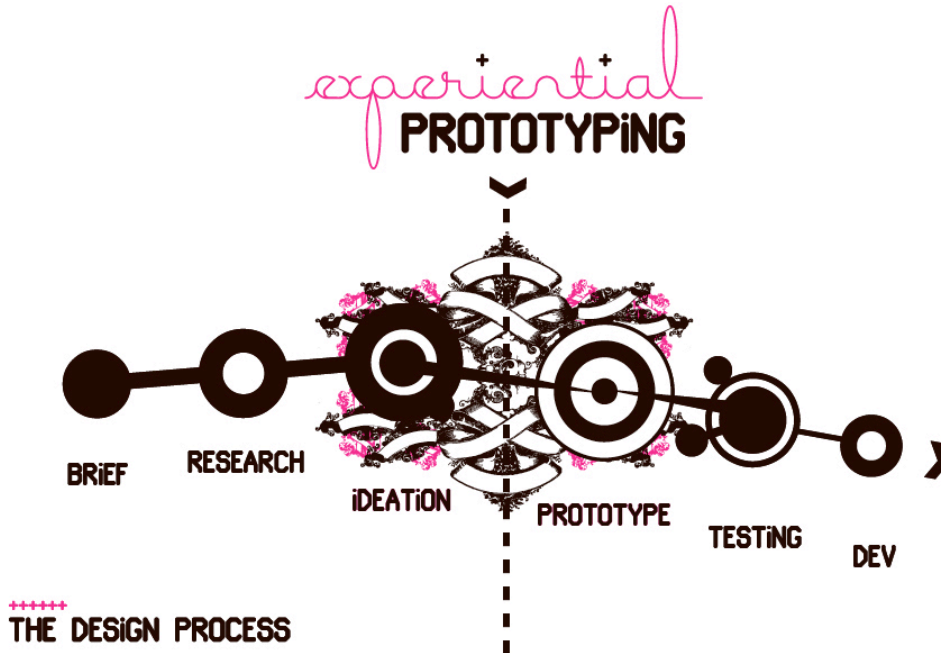 experiential
PROTOTYPiNG
BRiEF
RESEARCH
iDEATiON
PROTOTYPE
TESTiNG
DEV
++++++
THE DESiGN PROCESS